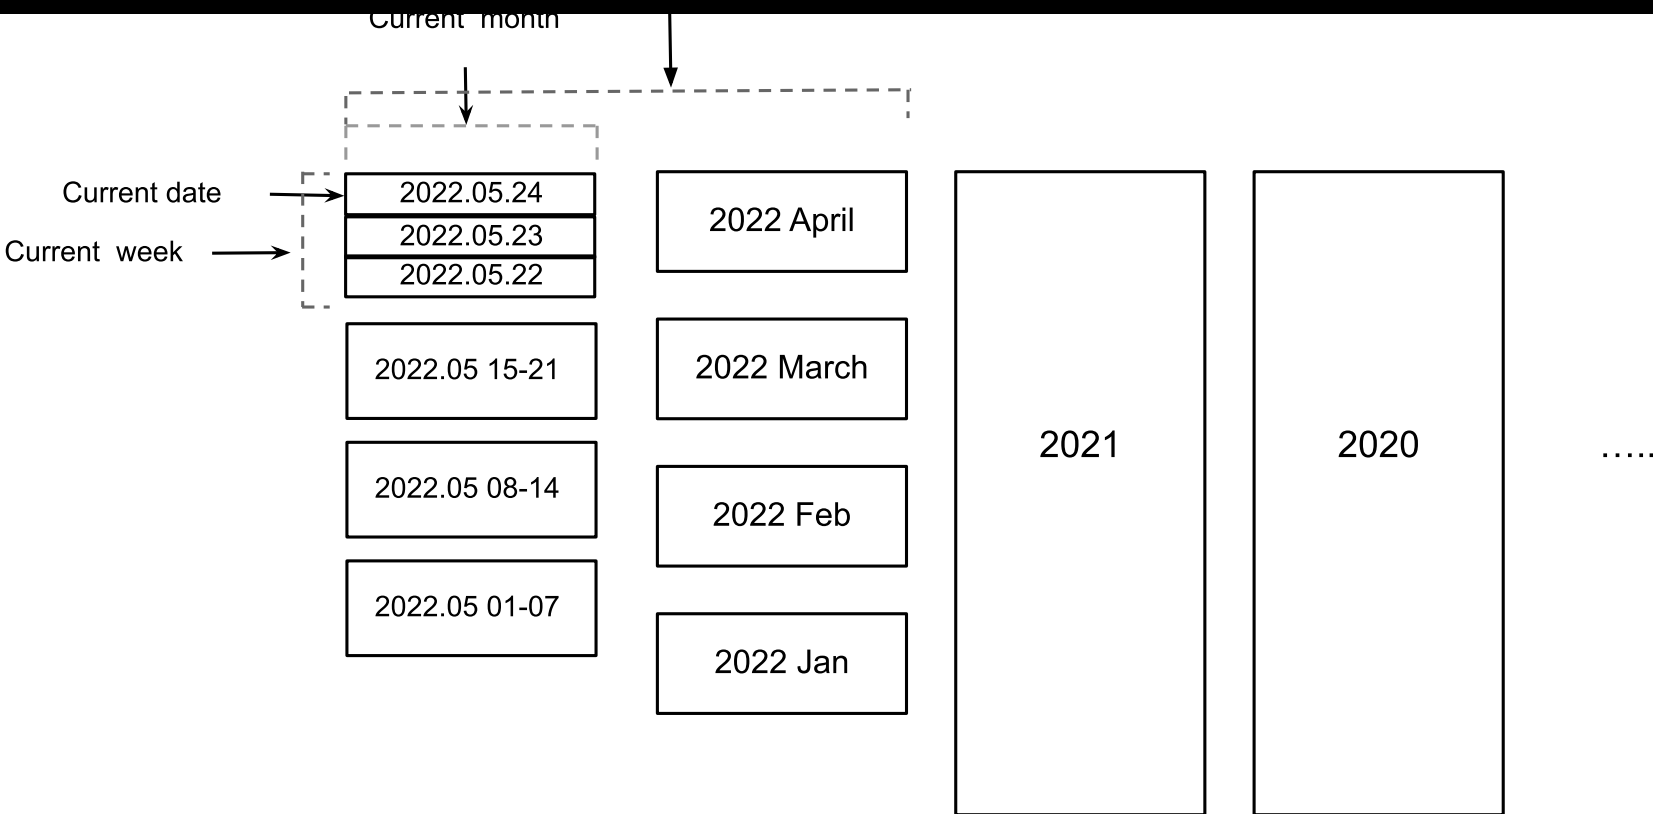 Current month
Current date
Current week
2022.05.24
2022.05.23
2022.05.22
2022.05 15-21
2022.05 08-14
2022.05 01-07
2022 April
2022 March
2022 Feb
2022 Jan
2021
2020
…..